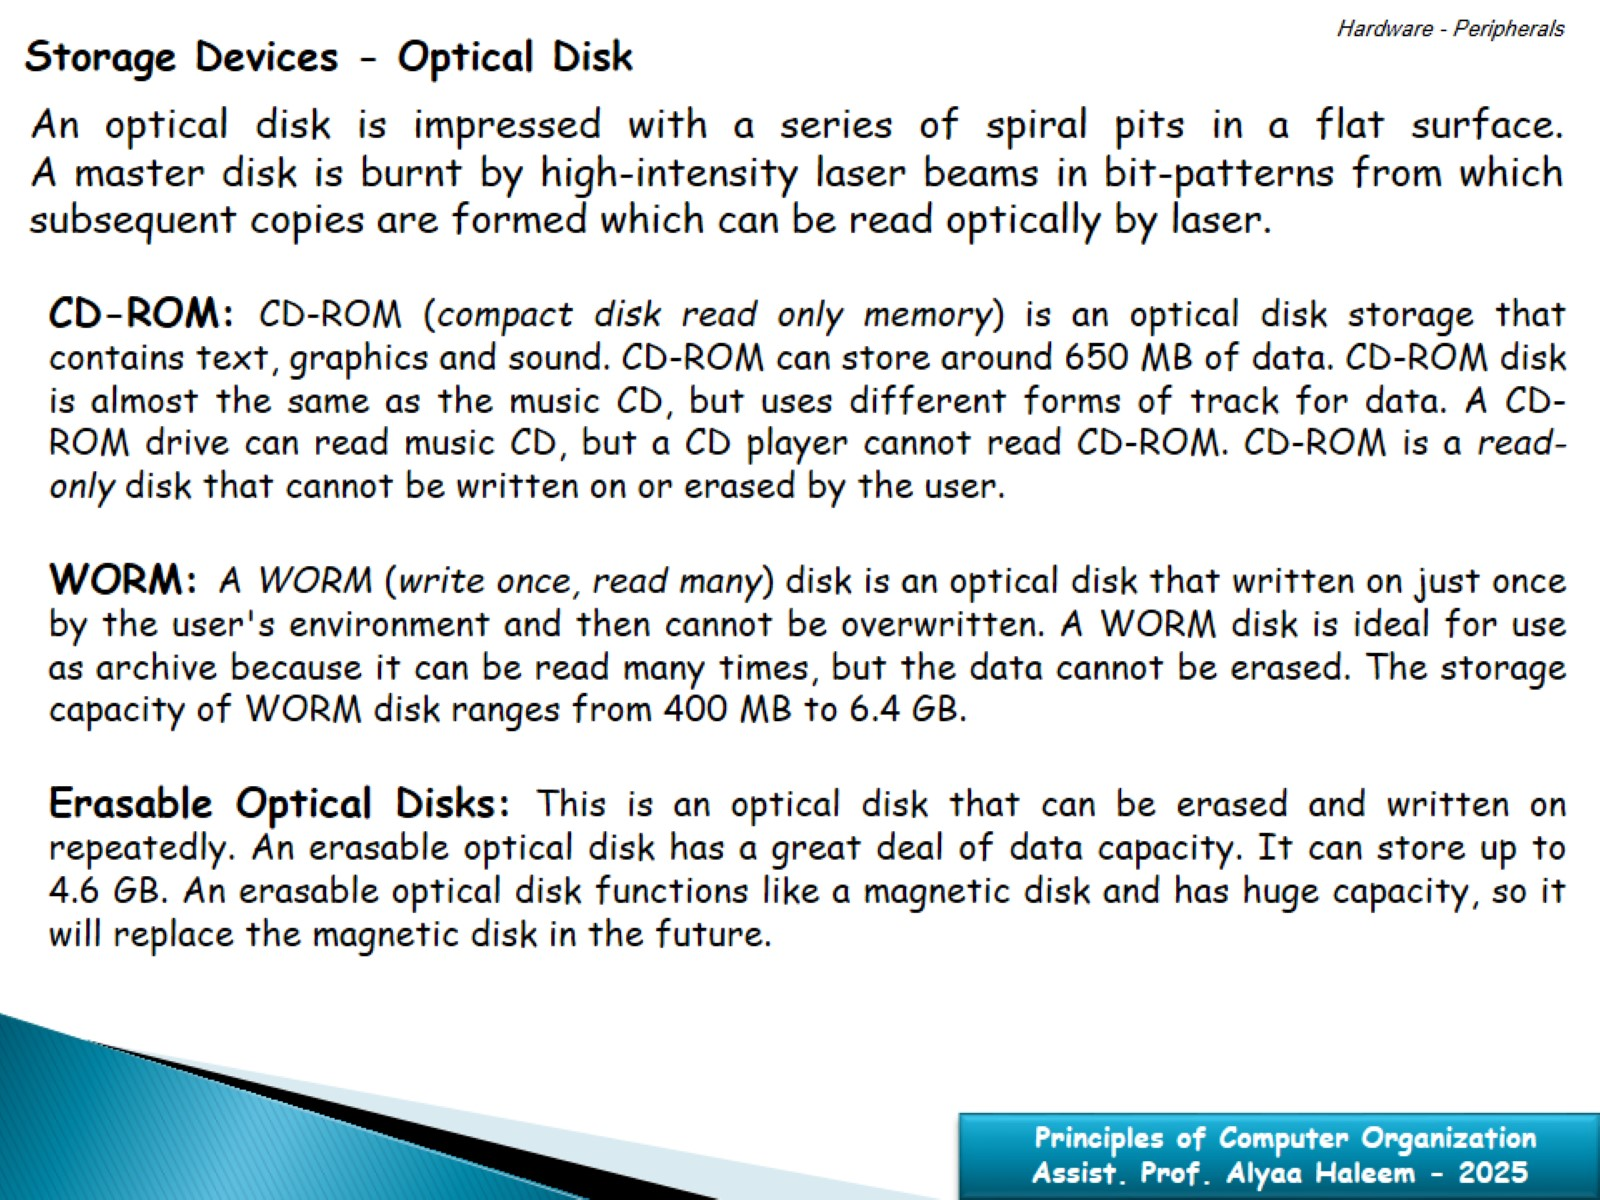 Hardware - Peripherals
Storage Devices - Optical Disk
An optical disk is impressed with a series of spiral pits in a flat surface.
A master disk is burnt by high-intensity laser beams in bit-patterns from which
subsequent copies are formed which can be read optically by laser.
CD-ROM: CD-ROM (compact disk read only memory) is an optical disk storage that
contains text, graphics and sound. CD-ROM can store around 650 MB of data. CD-ROM disk
is almost the same as the music CD, but uses different forms of track for data. A CD-
ROM drive can read music CD, but a CD player cannot read CD-ROM. CD-ROM is a read-
only disk that cannot be written on or erased by the user.
WORM: A WORM (write once, read many) disk is an optical disk that written on just once
by the user's environment and then cannot be overwritten. A WORM disk is ideal for use
as archive because it can be read many times, but the data cannot be erased. The storage
capacity of WORM disk ranges from 400 MB to 6.4 GB.
Erasable Optical Disks: This is an optical disk that can be erased and written on
repeatedly. An erasable optical disk has a great deal of data capacity. It can store up to
4.6 GB. An erasable optical disk functions like a magnetic disk and has huge capacity, so it
will replace the magnetic disk in the future.
Principles of Computer Organization
Assist. Prof. Alyaa Haleem - 2025